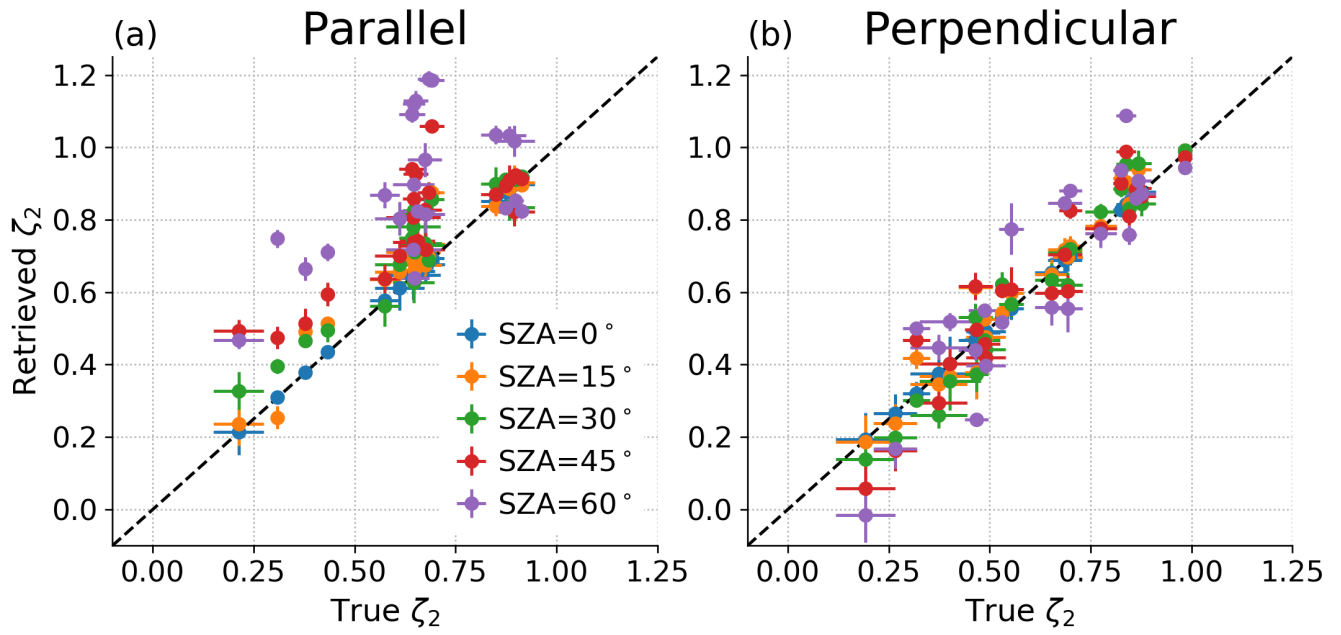 (a) Parallel
1.2
1.0
0.8
0.6
0.4
0.2
0.0
Retrieved ζ₂
SZA=0°
SZA=15°
SZA=30°
SZA=45°
SZA=60°
0.00 0.25 0.50 0.75 1.00 1.25
True ζ₂
(b) Perpendicular
1.2
1.0
0.8
0.6
0.4
0.2
0.0
0.00 0.25 0.50 0.75 1.00 1.25
True ζ₂